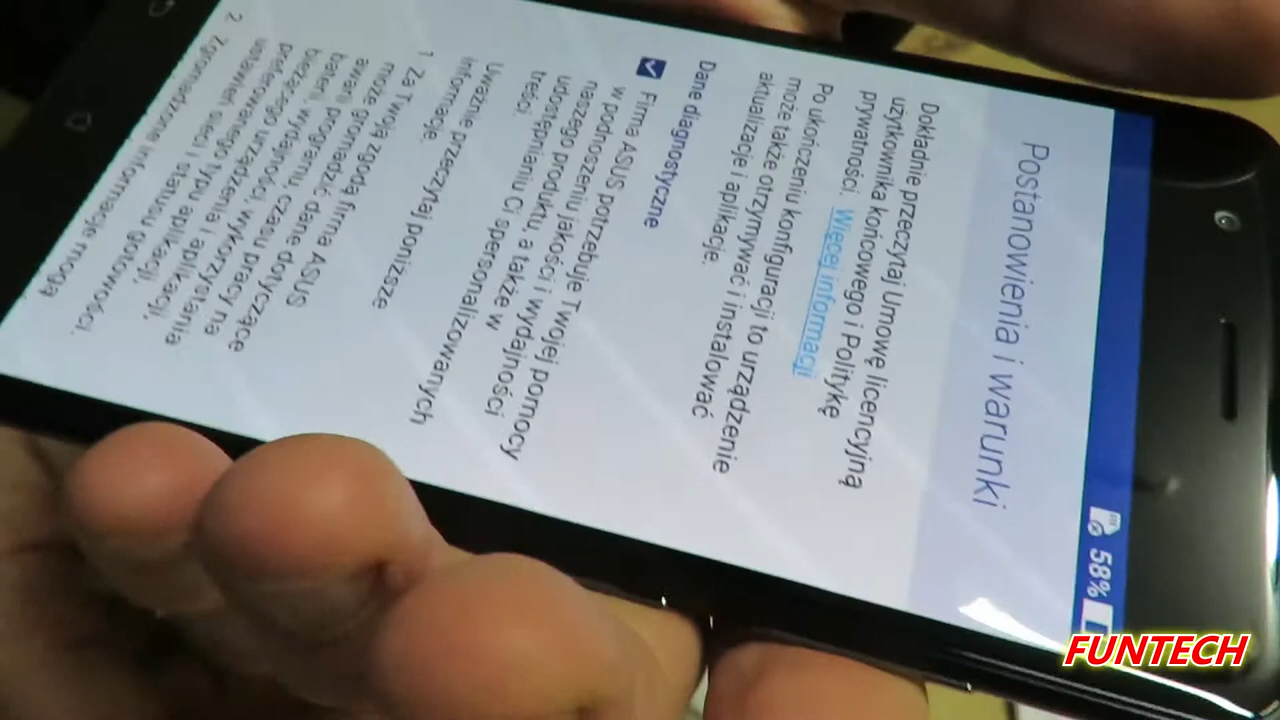 58%
Postanowienia i warunki
Dokładnie przeczytaj Umowę licencyjną
użytkownika końcowego i Politykę
prywatności. Więcej informacji
Po ukończeniu konfiguracji to urządzenie
może także otrzymywać i instalować
aktualizacje i aplikacje.
Dane diagnostyczne
Firma ASUS potrzebuje Twojej pomocy
w podnoszeniu jakości i wydajności
naszego produktu, a także w
udostępnianiu Ci spersonalizowanych
treści.
Uważnie przeczytaj poniższe
informacje.
1 Za Twoją zgodą firma ASUS
może gromadzić dane dotyczące
awarii programu, czasu pracy na
baterii, wydajności, wykorzystania
bieżącego urządzenia i aplikacji,
preferowanego typu aplikacji,
ustawień sieci i statusu gotowości.
2 Zgromadzone informacje mogą
FUNTECH